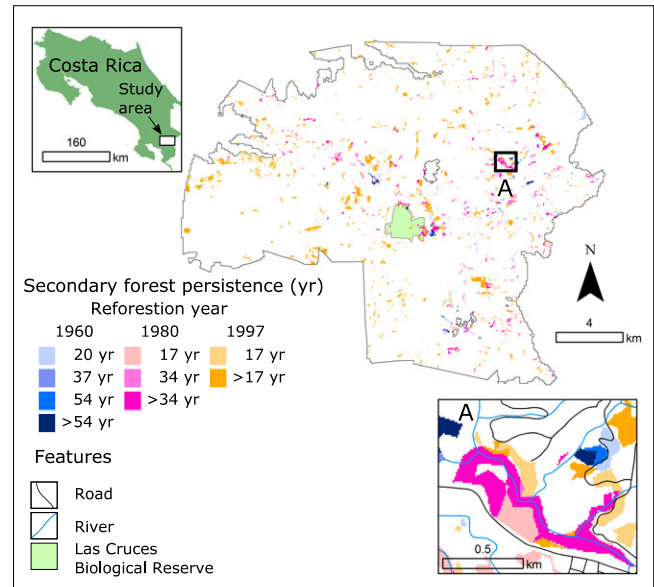 Costa Rica
Study
area
160
km
A
N
4
km
Secondary forest persistence (yr)
Reforestion year
1960 1980 1997
20 yr 17 yr 17 yr
37 yr 34 yr >17 yr
54 yr >34 yr
>54 yr
Features
Road
River
Las Cruces
Biological Reserve
A
0.5
km